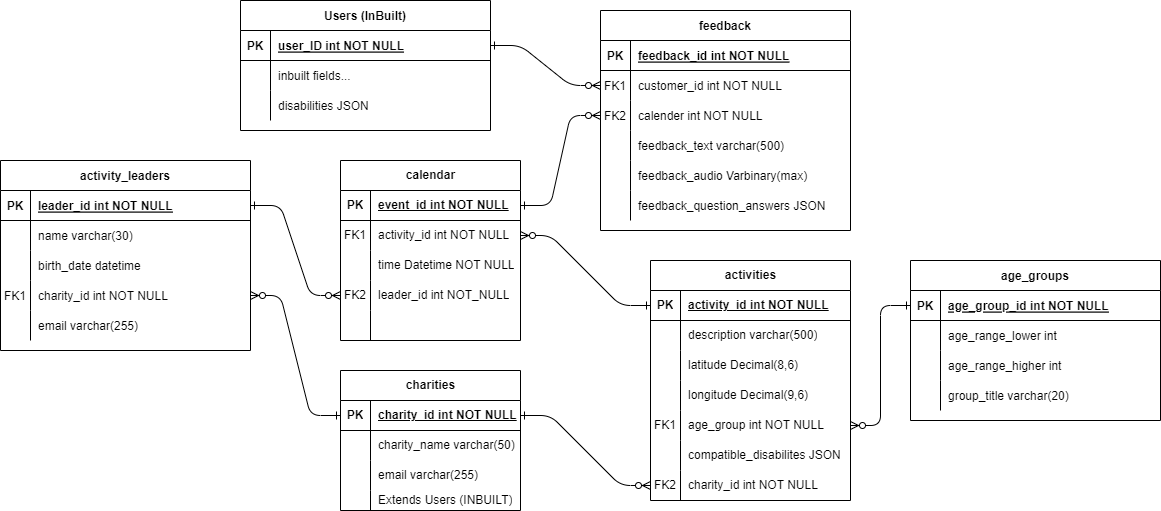 Users (InBuilt)
PK user_ID int NOT NULL
inbuilt fields...
disabilities JSON
feedback
PK feedback_id int NOT NULL
FK1 customer_id int NOT NULL
FK2 calender int NOT NULL
feedback_text varchar(500)
feedback_audio Varbinary(max)
feedback_question_answers JSON
activity_leaders
PK leader_id int NOT NULL
name varchar(30)
birth_date datetime
FK1 charity_id int NOT NULL
email varchar(255)
calendar
PK event_id int NOT NULL
FK1 activity_id int NOT NULL
time Datetime NOT NULL
FK2 leader_id int NOT_NULL
activities
PK activity_id int NOT NULL
description varchar(500)
latitude Decimal(8,6)
longitude Decimal(9,6)
FK1 age_group int NOT NULL
compatible_disabilites JSON
FK2 charity_id int NOT NULL
age_groups
PK age_group_id int NOT NULL
age_range_lower int
age_range_higher int
group_title varchar(20)
charities
PK charity_id int NOT NULL
charity_name varchar(50)
email varchar(255)
Extends Users (INBUILT)